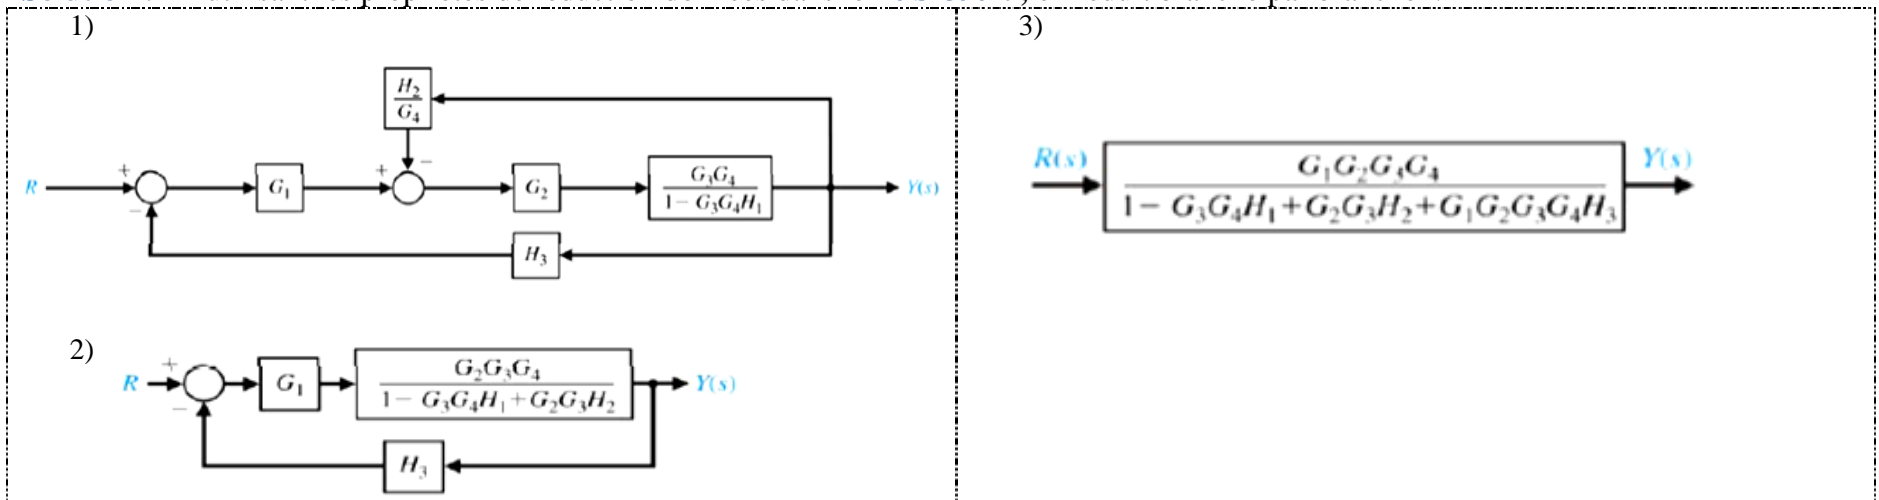 1)
H₂
G₄
R + − G₁ + − G₂ G₃G₄ Y(s)
1 − G₃G₄H₁
H₃
2)
R + − G₁ G₂G₃G₄ Y(s)
1 − G₃G₄H₁ + G₂G₃H₂
H₃
3)
R(s) G₁G₂G₃G₄ Y(s)
1 − G₃G₄H₁ + G₂G₃H₂ + G₁G₂G₃G₄H₃